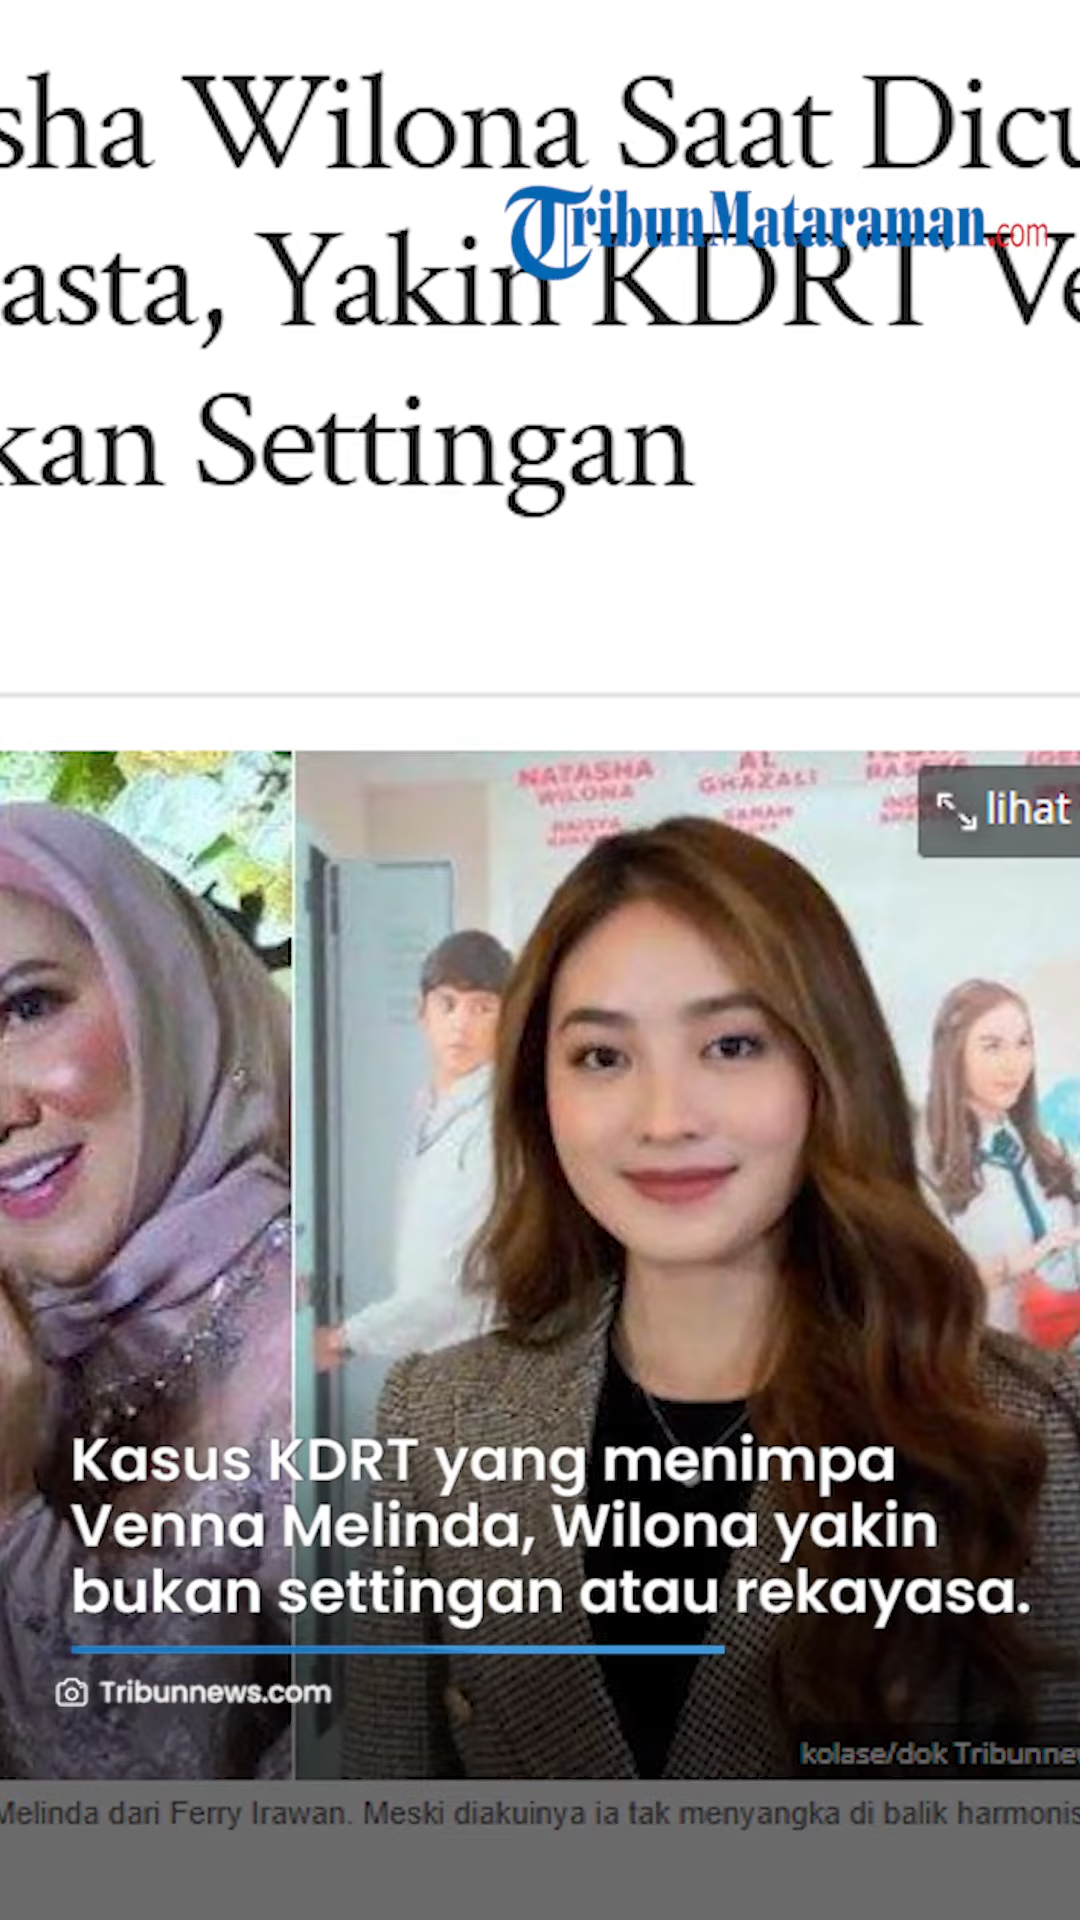 sha Wilona Saat Dicu
TribunMataraman.com
asta, Yakin KDRT Ve
kan Settingan
NATASHA
WILONA
AL
GHAZALI
SARAH
lihat
Kasus KDRT yang menimpa
Venna Melinda, Wilona yakin
bukan settingan atau rekayasa.
Tribunnews.com
kolase/dok Tribunne
Melinda dari Ferry Irawan. Meski diakuinya ia tak menyangka di balik harmonis